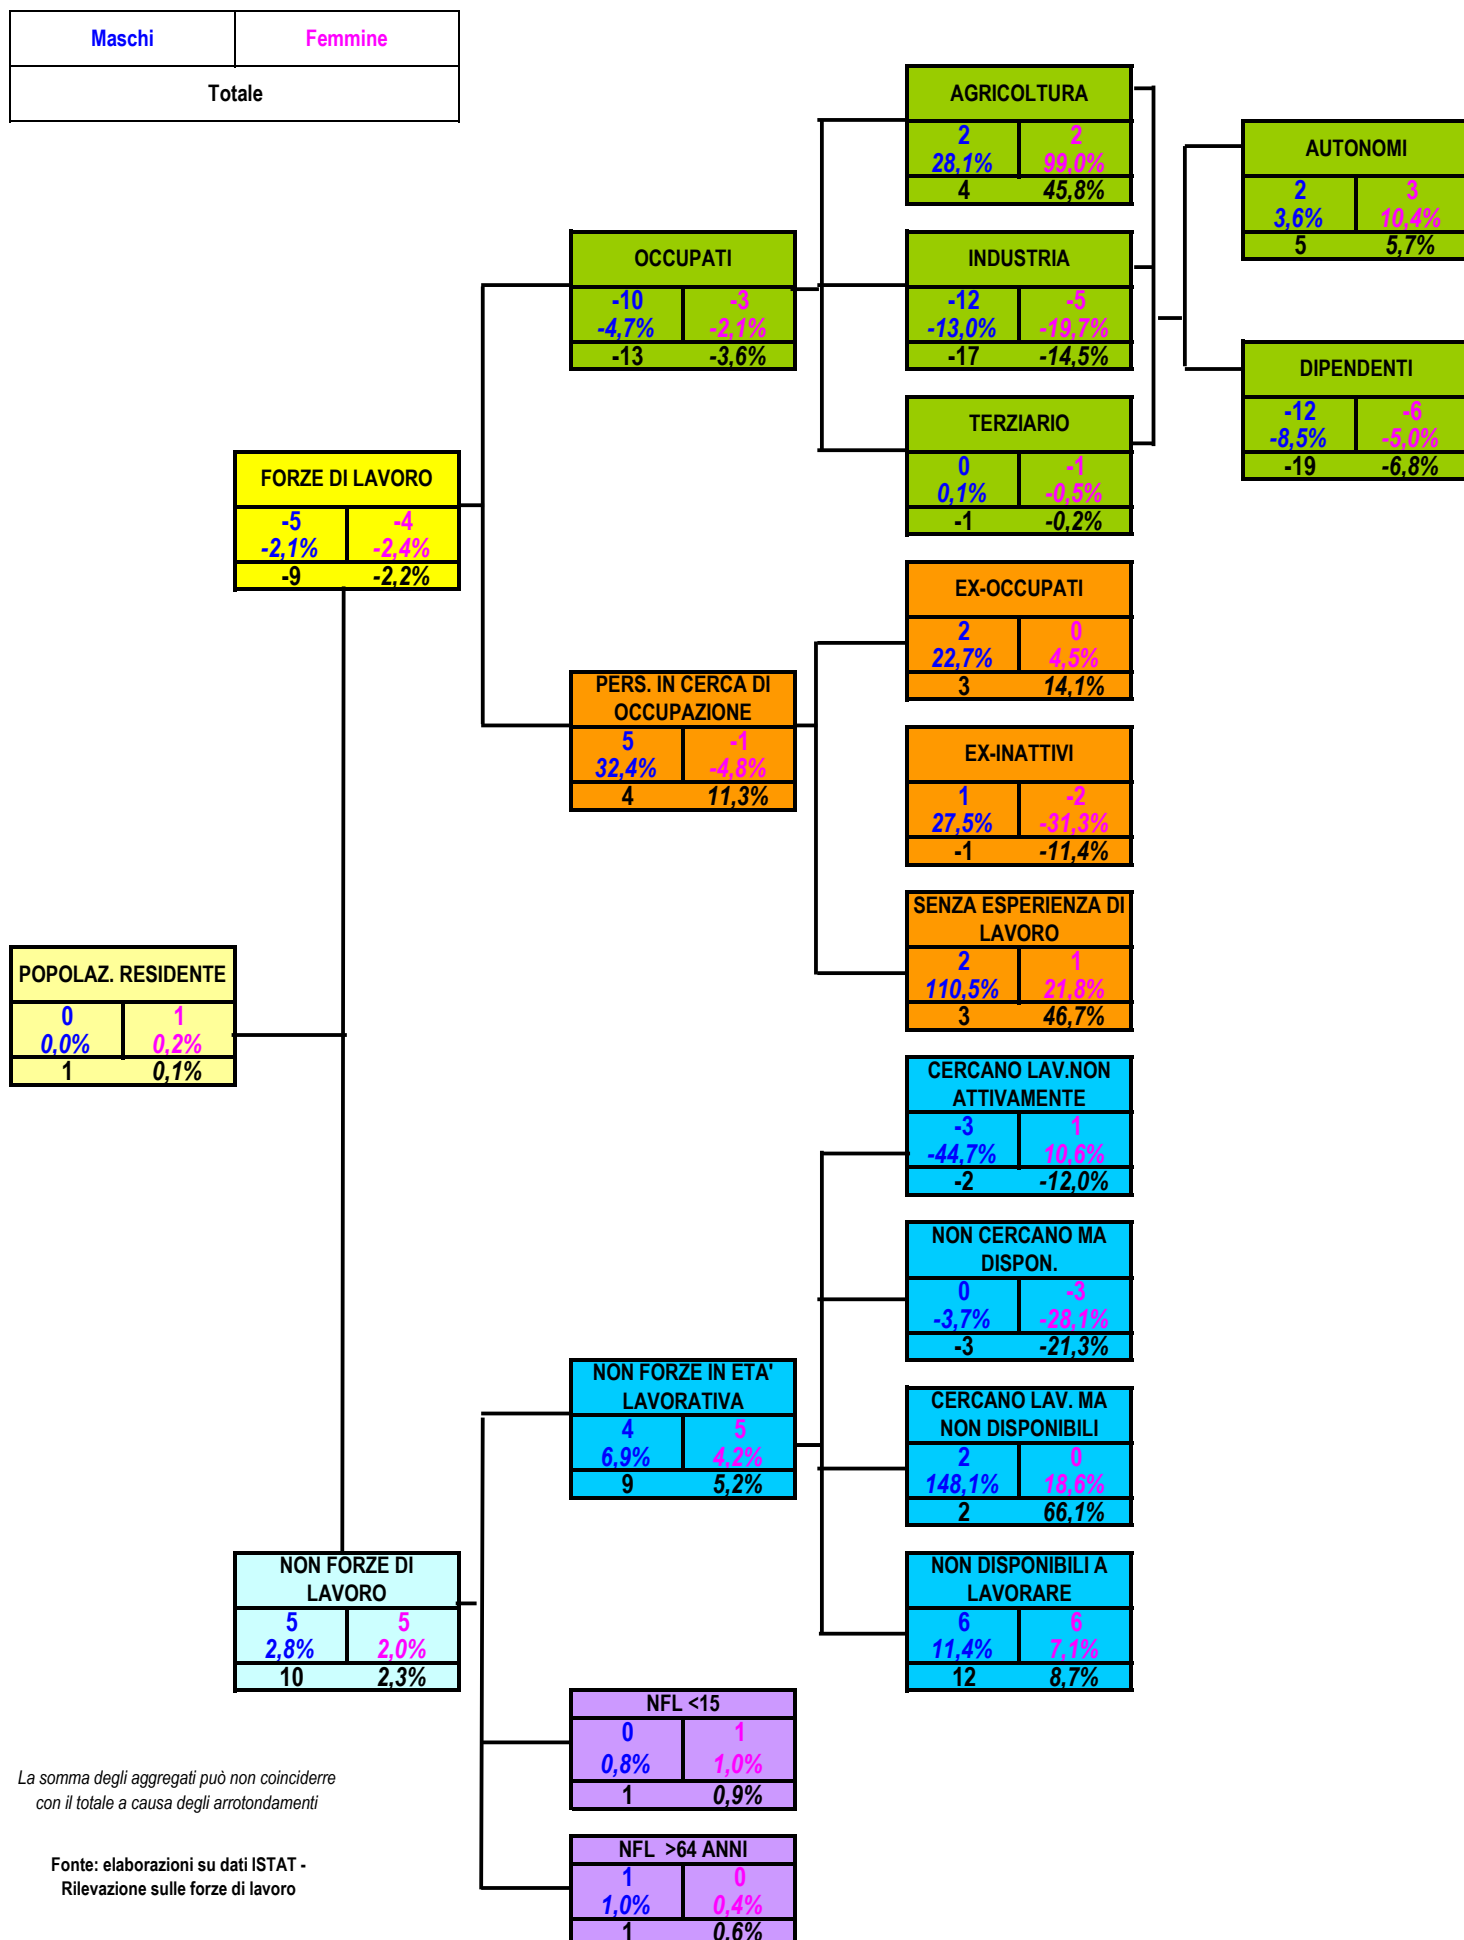 Maschi Femmine
Totale
AGRICOLTURA
2 2
28,1% 99,0%
4 45,8%
AUTONOMI
2 3
3,6% 10,4%
5 5,7%
OCCUPATI
-10 -3
-4,7% -2,1%
-13 -3,6%
INDUSTRIA
-12 -5
-13,0% -19,7%
-17 -14,5%
DIPENDENTI
-12 -6
-8,5% -5,0%
-19 -6,8%
TERZIARIO
0 -1
0,1% -0,5%
-1 -0,2%
FORZE DI LAVORO
-5 -4
-2,1% -2,4%
-9 -2,2%
EX-OCCUPATI
2 0
22,7% 4,5%
3 14,1%
PERS. IN CERCA DI
OCCUPAZIONE
5 -1
32,4% -4,8%
4 11,3%
EX-INATTIVI
1 -2
27,5% -31,3%
-1 -11,4%
SENZA ESPERIENZA DI
LAVORO
2 1
110,5% 21,8%
3 46,7%
POPOLAZ. RESIDENTE
0 1
0,0% 0,2%
1 0,1%
CERCANO LAV.NON
ATTIVAMENTE
-3 1
-44,7% 10,6%
-2 -12,0%
NON CERCANO MA
DISPON.
0 -3
-3,7% -28,1%
-3 -21,3%
NON FORZE IN ETA'
LAVORATIVA
4 5
6,9% 4,2%
9 5,2%
CERCANO LAV. MA
NON DISPONIBILI
2 0
148,1% 18,6%
2 66,1%
NON FORZE DI
LAVORO
5 5
2,8% 2,0%
10 2,3%
NON DISPONIBILI A
LAVORARE
6 6
11,4% 7,1%
12 8,7%
NFL <15
0 1
0,8% 1,0%
1 0,9%
NFL >64 ANNI
1 0
1,0% 0,4%
1 0,6%
La somma degli aggregati può non coinciderre
con il totale a causa degli arrotondamenti
Fonte: elaborazioni su dati ISTAT -
Rilevazione sulle forze di lavoro